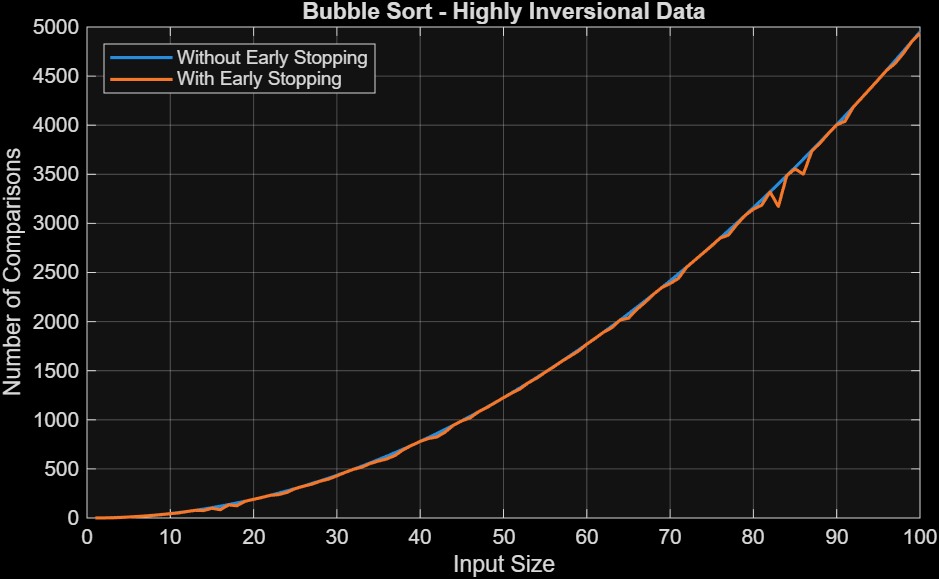 Bubble Sort - Highly Inversional Data
Without Early Stopping
With Early Stopping
Number of Comparisons
5000
4500
4000
3500
3000
2500
2000
1500
1000
500
0
0 10 20 30 40 50 60 70 80 90 100
Input Size